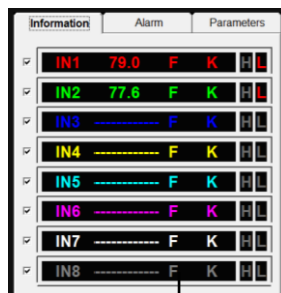 Information Alarm Parameters
IN1 79.0 F K H L
IN2 77.6 F K H L
IN3 ------------ F K H L
IN4 ------------ F K H L
IN5 ------------ F K H L
IN6 ------------ F K H L
IN7 ------------ F K H L
IN8 ------------ F K H L